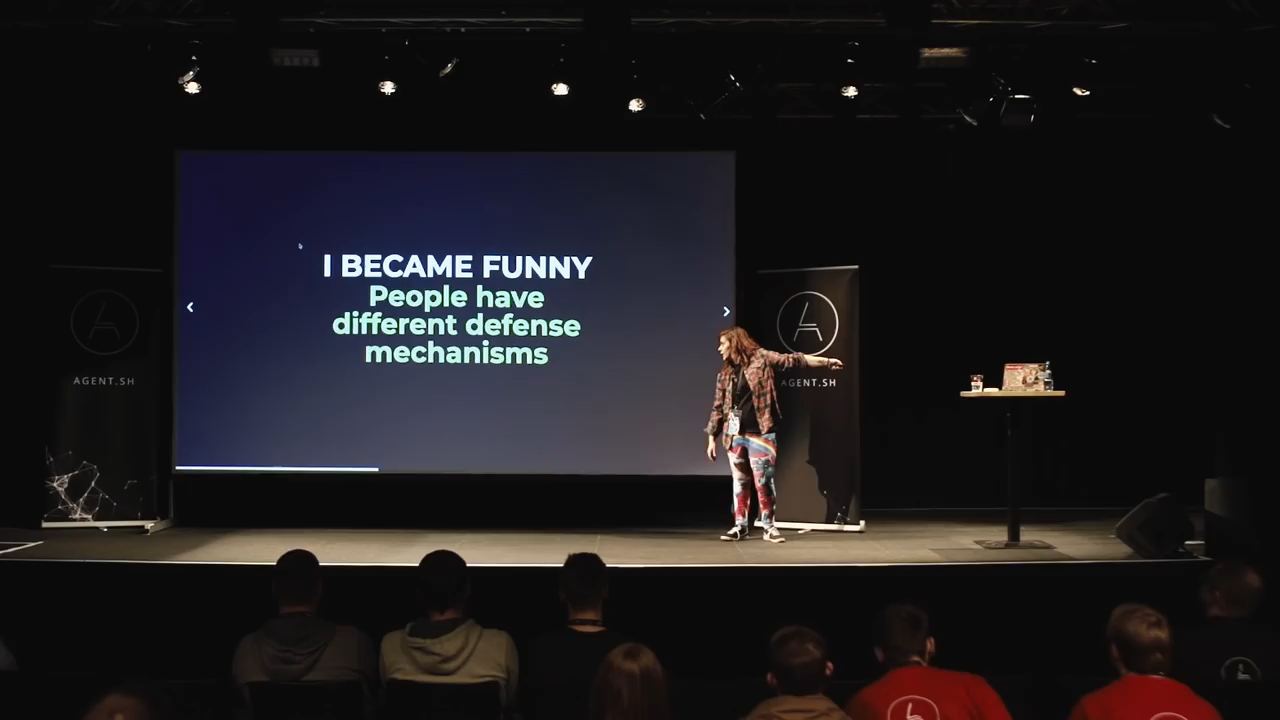 I BECAME FUNNY
People have
different defense
mechanisms
AGENT.SH
AGENT.SH